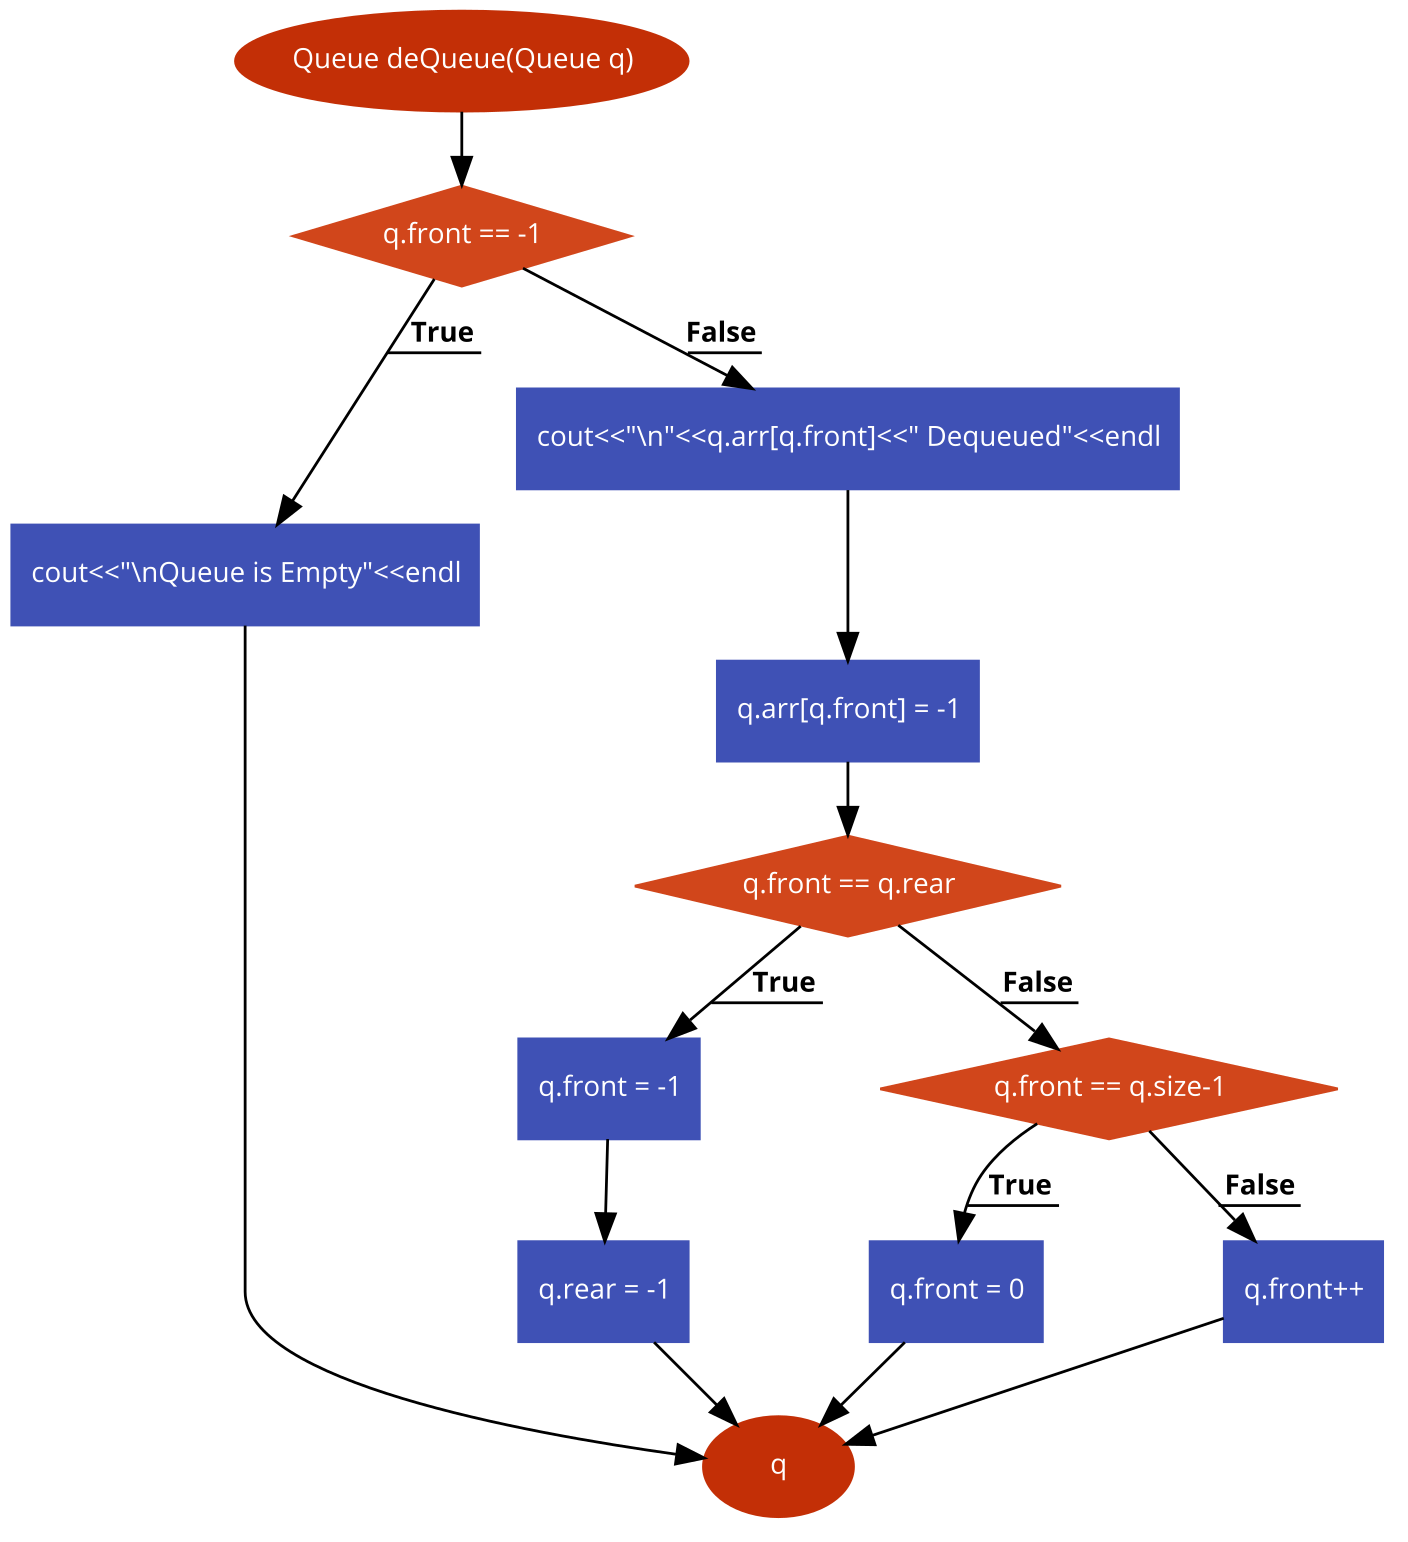 Queue deQueue(Queue q)
q.front == -1
True
False
cout<<"\n"<<q.arr[q.front]<<" Dequeued"<<endl
cout<<"\nQueue is Empty"<<endl
q.arr[q.front] = -1
q.front == q.rear
True
False
q.front = -1
q.front == q.size-1
True
False
q.rear = -1
q.front = 0
q.front++
q